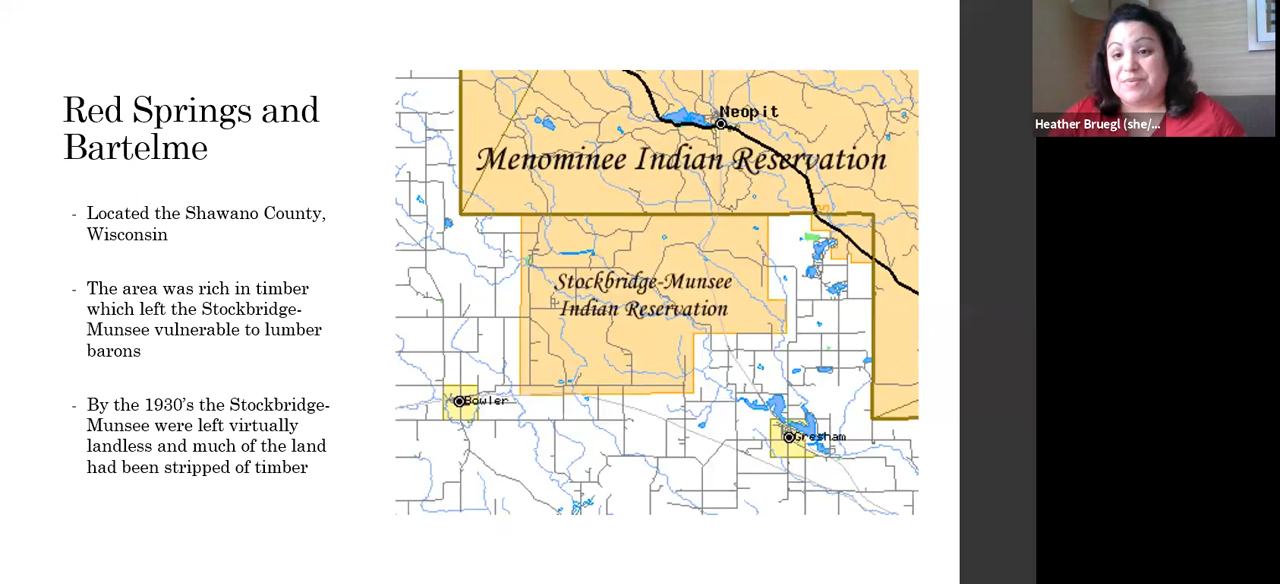 Red Springs and
Bartelme
- Located the Shawano County,
Wisconsin
- The area was rich in timber
which left the Stockbridge-
Munsee vulnerable to lumber
barons
- By the 1930's the Stockbridge-
Munsee were left virtually
landless and much of the land
had been stripped of timber
Neopit
Menominee Indian Reservation
Stockbridge-Munsee
Indian Reservation
Bowler
Gresham
Heather Bruegl (she/...